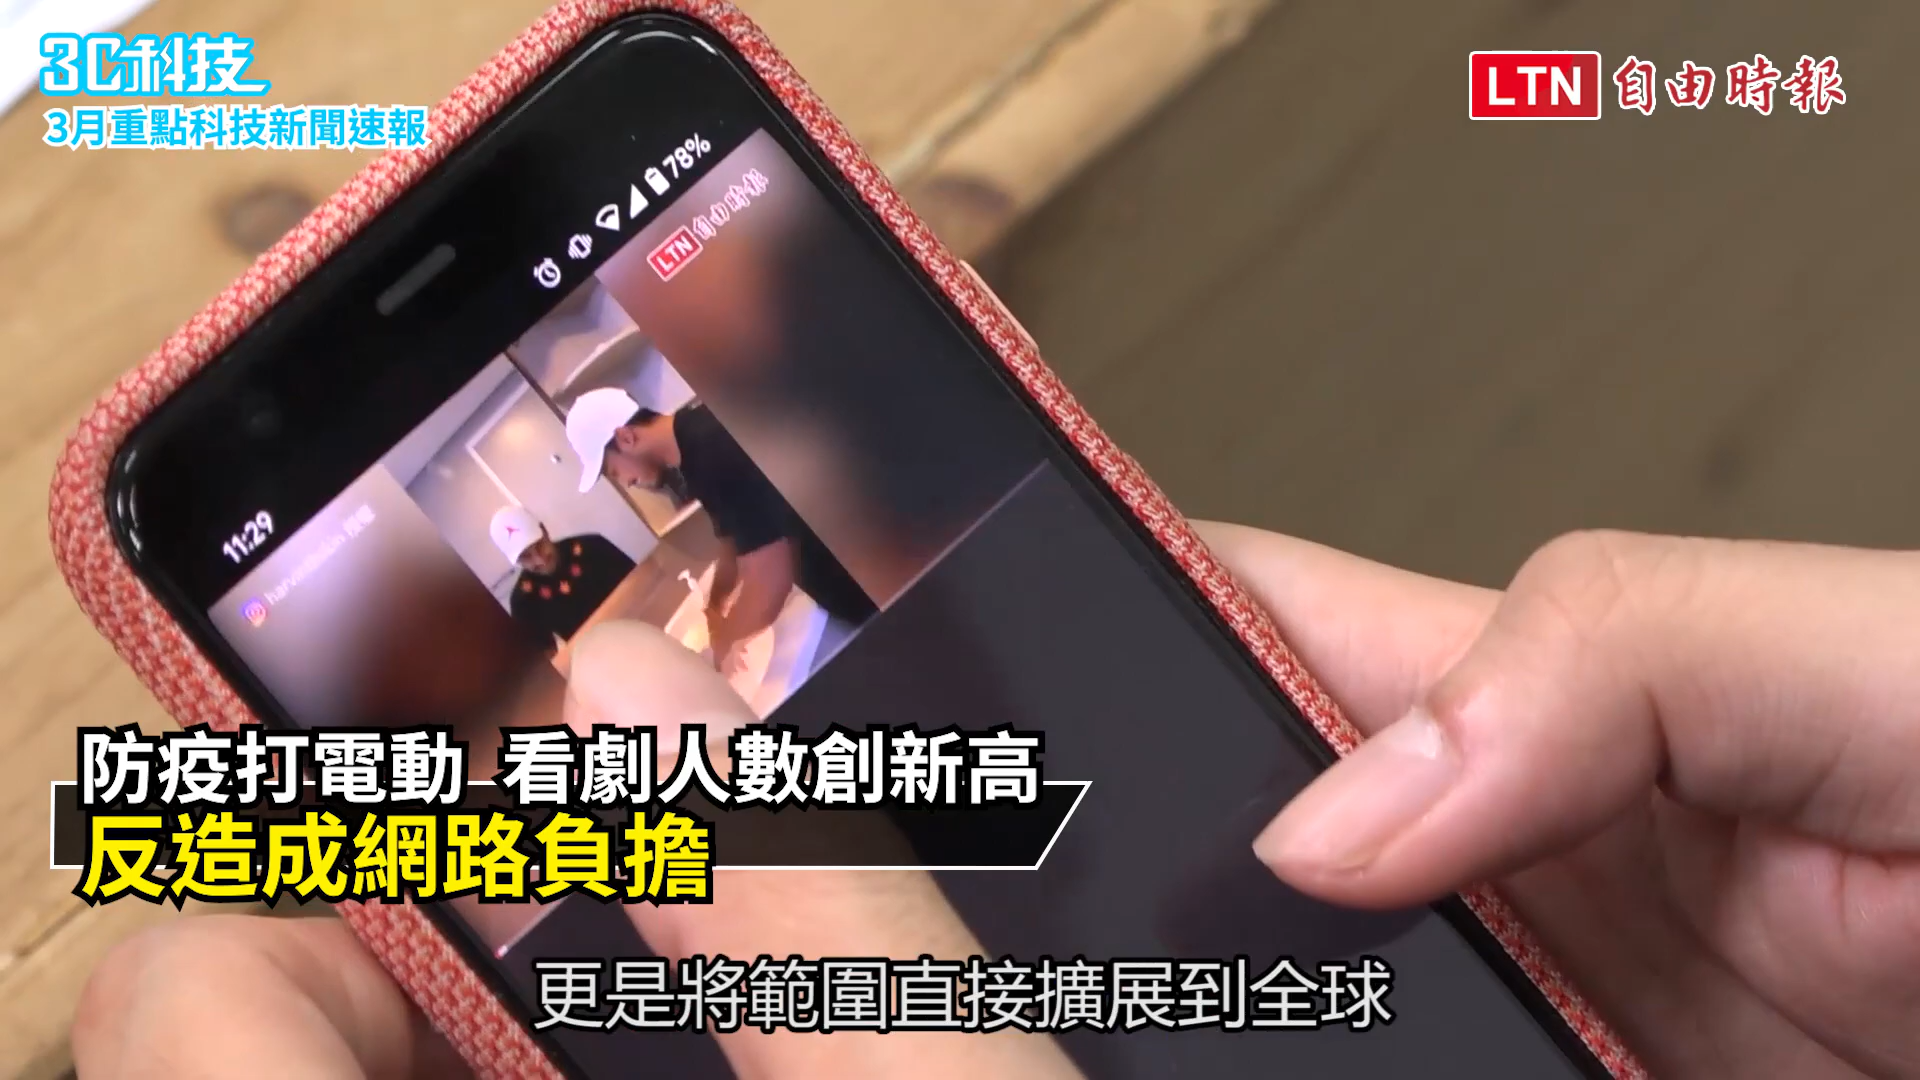 3C科技
3月重點科技新聞速報
LTN 自由時報
78%
LTN 自由時報
11:29
防疫打電動 看劇人數創新高
反造成網路負擔
更是將範圍直接擴展到全球